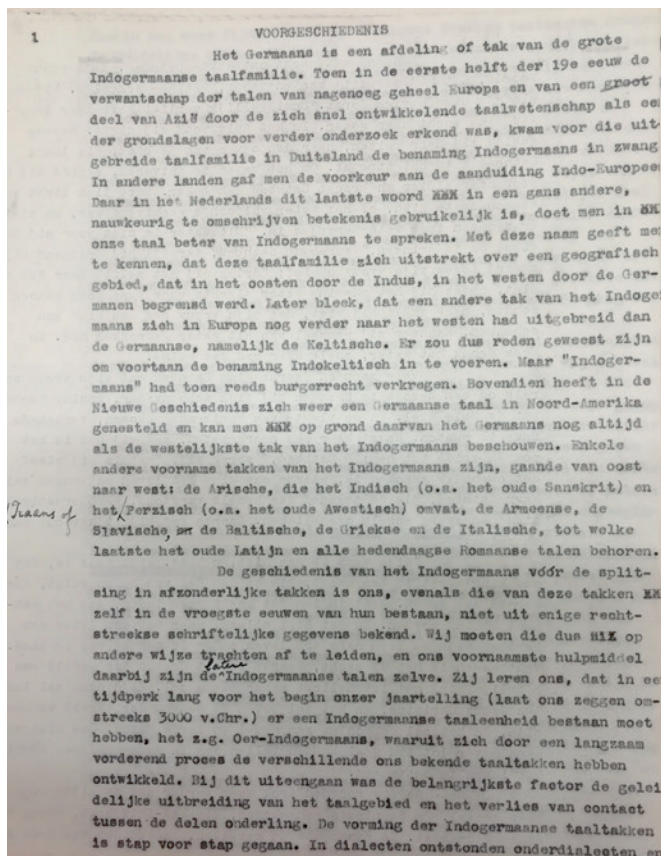 1
VOORGESCHIEDENIS
Het Germaans is een afdeling of tak van de grote
Indogermaanse taalfamilie. Toen in de eerste helft der 19e eeuw de
verwantschap der talen van nagenoeg geheel Europa en van een groot
deel van Azië door de zich snel ontwikkelende taalwetenschap als een
der grondslagen voor verder onderzoek erkend was, kwam voor die uit-
gebreide taalfamilie in Duitsland de benaming Indogermaans in zwang
In andere landen gaf men de voorkeur aan de aanduiding Indo-Europee
Daar in het Nederlands dit laatste woord in een gans andere,
nauwkeurig te omschrijven betekenis gebruikelijk is, doet men in
onze taal beter van Indogermaans te spreken. Met deze naam geeft men
te kennen, dat deze taalfamilie zich uitstrekt over een geografisch
gebied, dat in het oosten door de Indus, in het westen door de Ger-
manen begrensd werd. Later bleek, dat een andere tak van het Indoge
maans zich in Europa nog verder naar het westen had uitgebreid dan
de Germaanse, namelijk de Keltische. Er zou dus reden geweest zijn
om voortaan de benaming Indokeltisch in te voeren. Maar "Indoger-
maans" had toen reeds burgerrecht verkregen. Bovendien heeft in de
Nieuwe Geschiedenis zich weer een Germaanse taal in Noord-Amerika
genesteld en kan men op grond daarvan het Germaans nog altijd
als de westelijkste tak van het Indogermaans beschouwen. Enkele
andere voorname takken van het Indogermaans zijn, gaande van oost
naar west: de Arische, die het Indisch (o.a. het oude Sanskrit) en
Iraans of
het Perzisch (o.a. het oude Awestisch) omvat, de Armeense, de
Slavische, en de Baltische, de Griekse en de Italische, tot welke
laatste het oude Latijn en alle hedendaagse Romaanse talen behoren.
De geschiedenis van het Indogermaans vóór de split-
sing in afzonderlijke takken is ons, evenals die van deze takken
zelf in de vroegste eeuwen van hun bestaan, niet uit enige recht-
streekse schriftelijke gegevens bekend. Wij moeten die dus op
andere wijze trachten af te leiden, en ons voornaamste hulpmiddel
latere
daarbij zijn de Indogermaanse talen zelve. Zij leren ons, dat in ee
tijdperk lang voor het begin onzer jaartelling (laat ons zeggen om-
streeks 3000 v.Chr.) er een Indogermaanse taaleenheid bestaan moet
hebben, het z.g. Oer-Indogermaans, waaruit zich door een langzaam
vorderend proces de verschillende ons bekende taaltakken hebben
ontwikkeld. Bij dit uiteengaan was de belangrijkste factor de gelei
delijke uitbreiding van het taalgebied en het verlies van contact
tussen de delen onderling. De vorming der Indogermaanse taaltakken
is stap voor stap gegaan. In dialecten ontstonden onderdialecten en